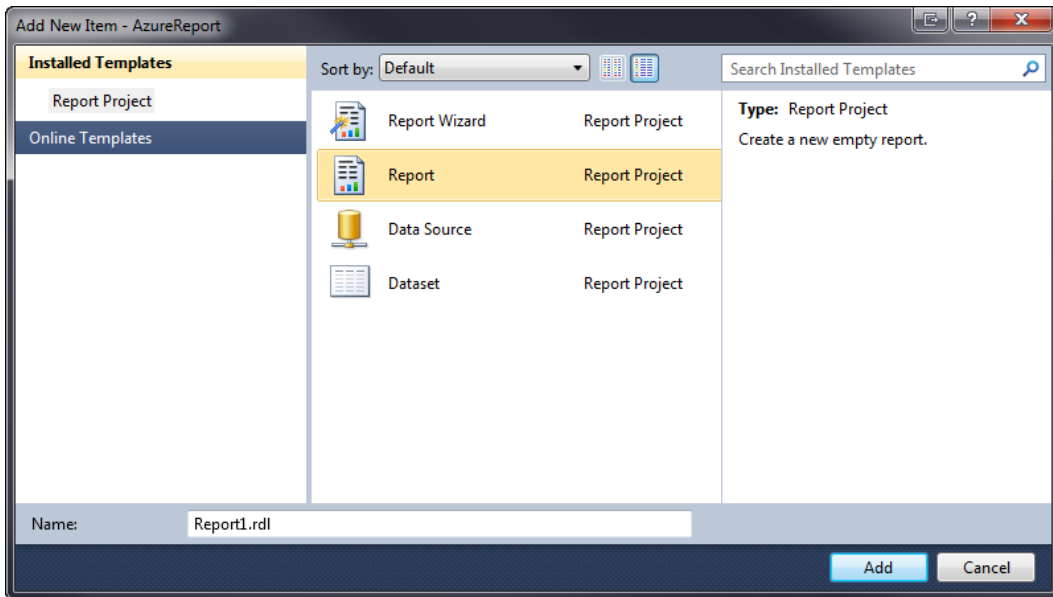 Add New Item - AzureReport
Installed Templates
Report Project
Online Templates
Sort by: Default
Search Installed Templates
Report Wizard Report Project
Report Report Project
Data Source Report Project
Dataset Report Project
Type: Report Project
Create a new empty report.
Name: Report1.rdl
Add Cancel